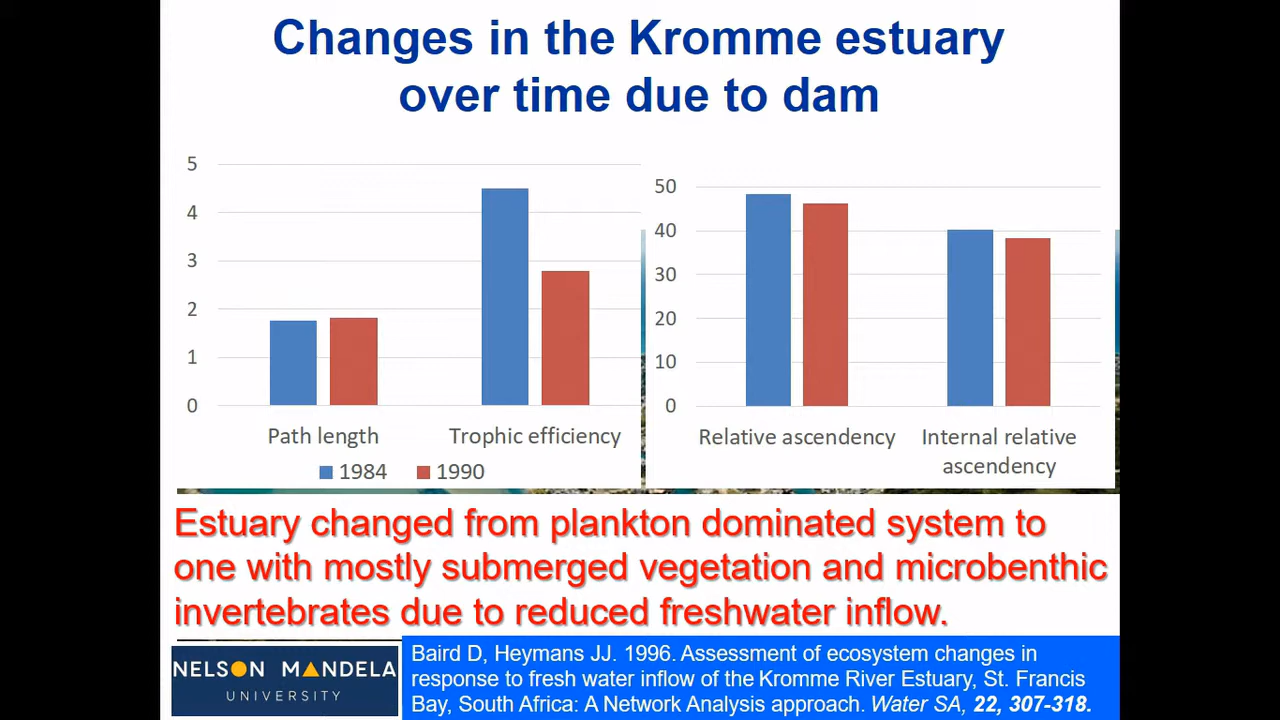 Changes in the Kromme estuary
over time due to dam
5
4
3
2
1
0
Path length
Trophic efficiency
1984
1990
50
40
30
20
10
0
Relative ascendency
Internal relative
ascendency
Estuary changed from plankton dominated system to
one with mostly submerged vegetation and microbenthic
invertebrates due to reduced freshwater inflow.
NELSON MANDELA
UNIVERSITY
Baird D, Heymans JJ. 1996. Assessment of ecosystem changes in
response to fresh water inflow of the Kromme River Estuary, St. Francis
Bay, South Africa: A Network Analysis approach. Water SA, 22, 307-318.